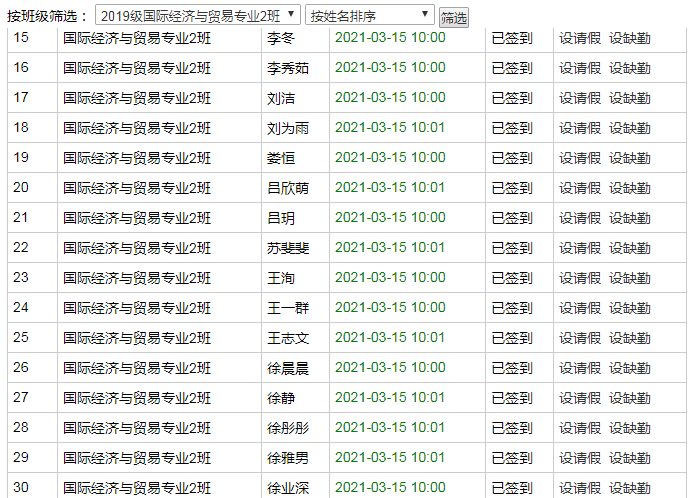 按班级筛选： 2019级国际经济与贸易专业2班 按姓名排序 筛选
15 国际经济与贸易专业2班 李冬 2021-03-15 10:00 已签到 设请假 设缺勤
16 国际经济与贸易专业2班 李秀茹 2021-03-15 10:00 已签到 设请假 设缺勤
17 国际经济与贸易专业2班 刘洁 2021-03-15 10:00 已签到 设请假 设缺勤
18 国际经济与贸易专业2班 刘为雨 2021-03-15 10:01 已签到 设请假 设缺勤
19 国际经济与贸易专业2班 娄恒 2021-03-15 10:00 已签到 设请假 设缺勤
20 国际经济与贸易专业2班 吕欣萌 2021-03-15 10:01 已签到 设请假 设缺勤
21 国际经济与贸易专业2班 吕玥 2021-03-15 10:00 已签到 设请假 设缺勤
22 国际经济与贸易专业2班 苏斐斐 2021-03-15 10:01 已签到 设请假 设缺勤
23 国际经济与贸易专业2班 王洵 2021-03-15 10:00 已签到 设请假 设缺勤
24 国际经济与贸易专业2班 王一群 2021-03-15 10:00 已签到 设请假 设缺勤
25 国际经济与贸易专业2班 王志文 2021-03-15 10:01 已签到 设请假 设缺勤
26 国际经济与贸易专业2班 徐晨晨 2021-03-15 10:00 已签到 设请假 设缺勤
27 国际经济与贸易专业2班 徐静 2021-03-15 10:01 已签到 设请假 设缺勤
28 国际经济与贸易专业2班 徐彤彤 2021-03-15 10:01 已签到 设请假 设缺勤
29 国际经济与贸易专业2班 徐雅男 2021-03-15 10:01 已签到 设请假 设缺勤
30 国际经济与贸易专业2班 徐业深 2021-03-15 10:00 已签到 设请假 设缺勤